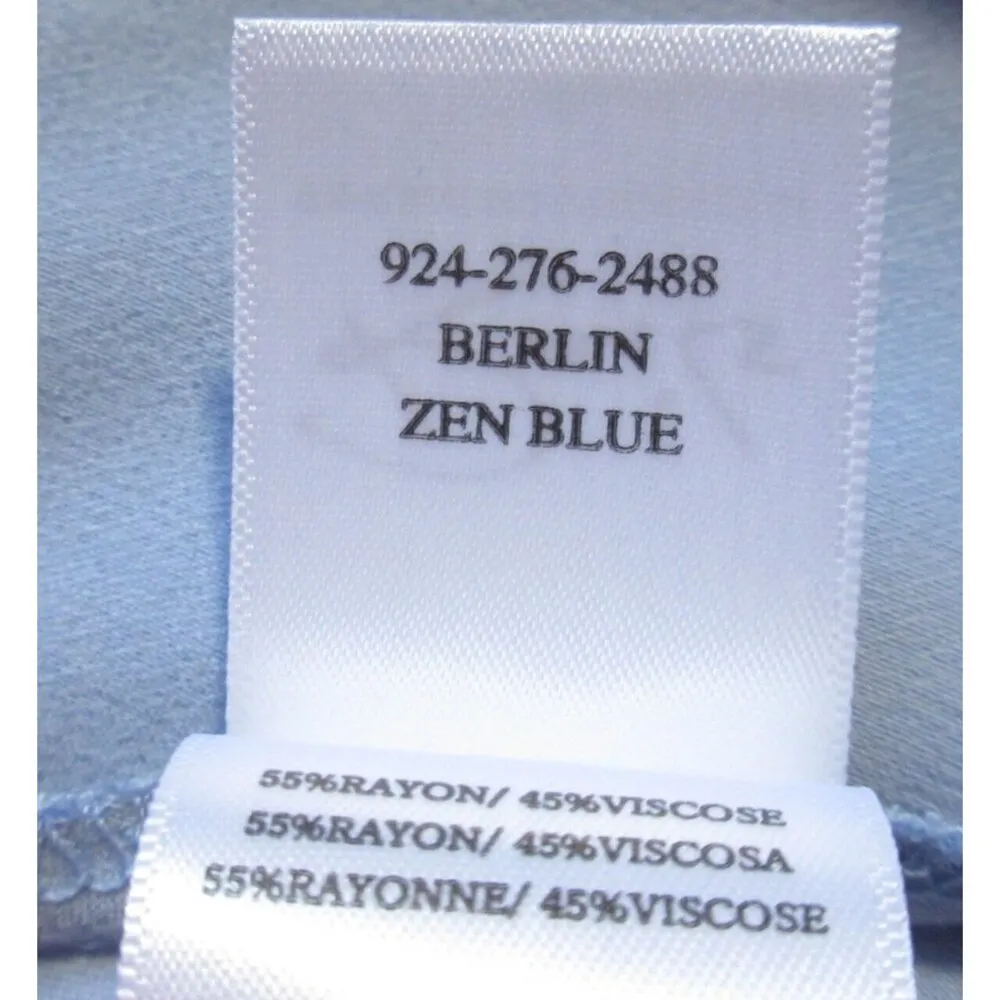 924-276-2488
BERLIN
ZEN BLUE
55%RAYON/ 45%VISCOSE
55%RAYON/ 45%VISCOSA
55%RAYONNE/ 45%VISCOSE